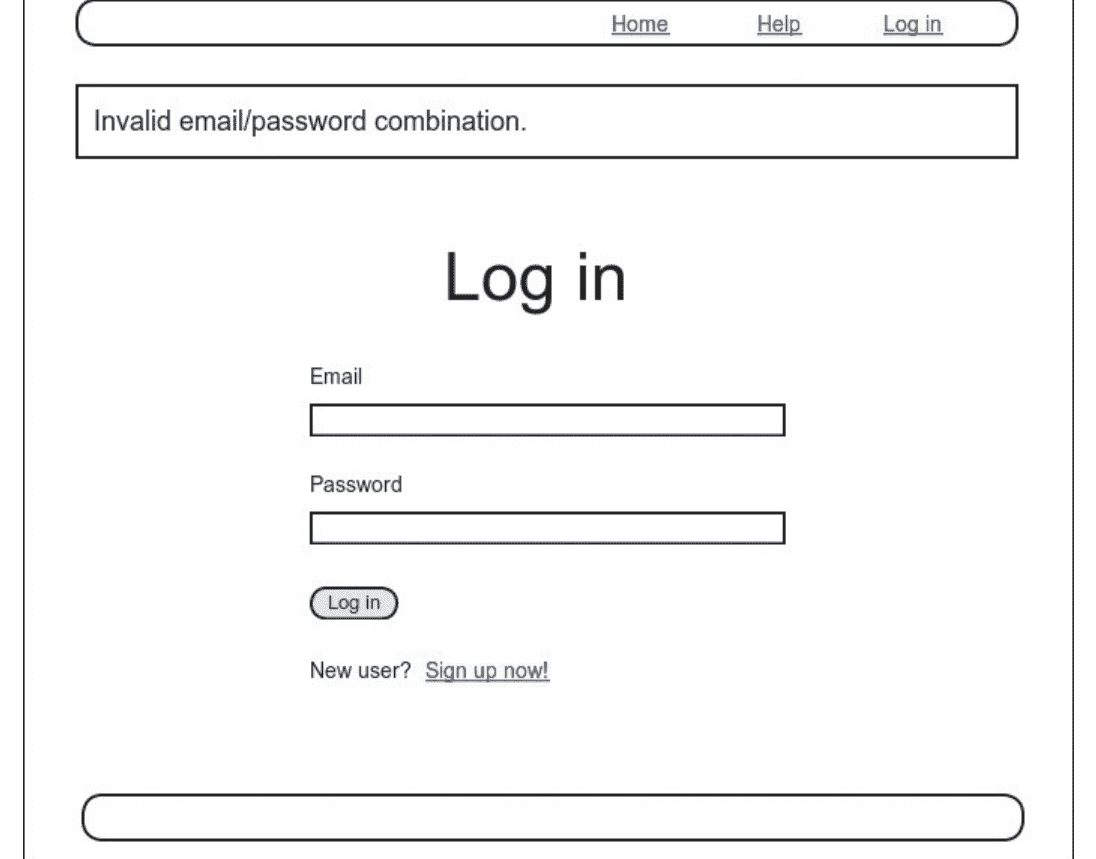 Home Help Log in
Invalid email/password combination.
Log in
Email
Password
Log in
New user? Sign up now!